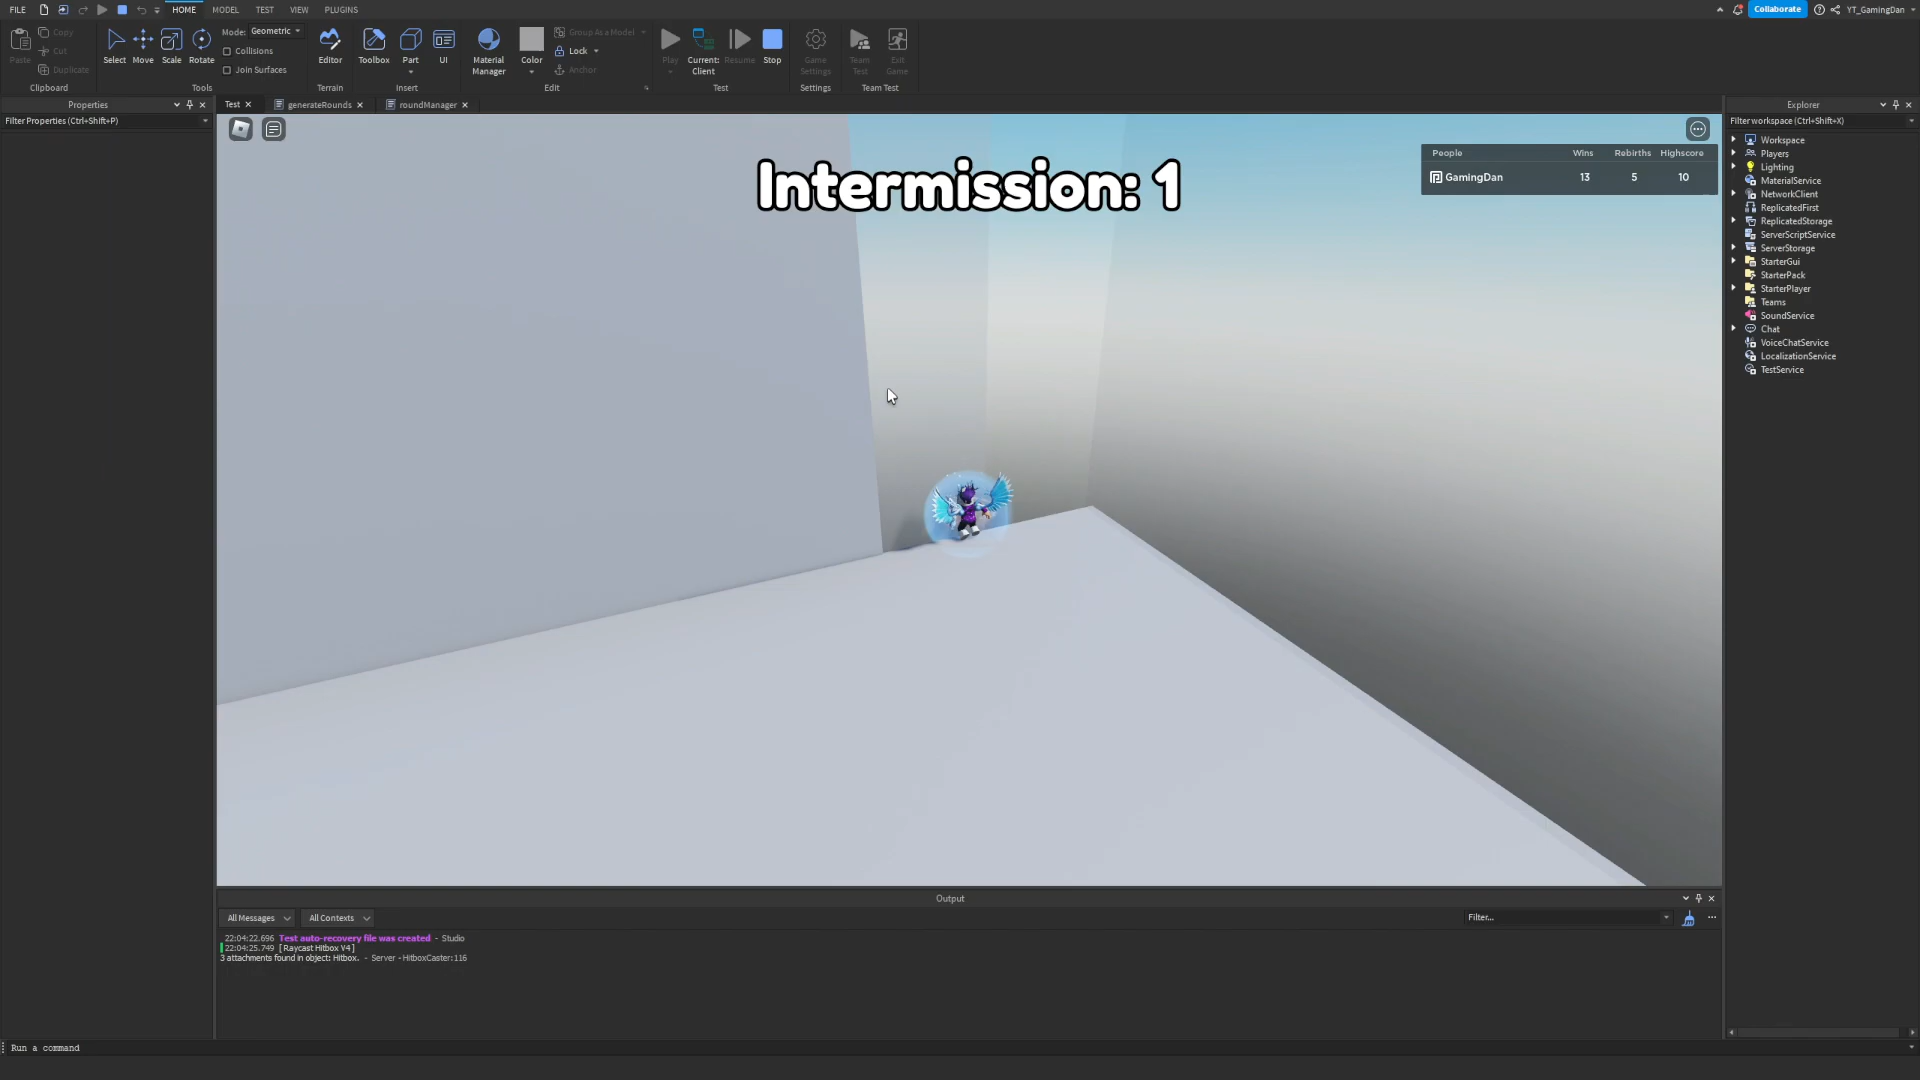 FILE HOME MODEL TEST VIEW PLUGINS Collaborate YT_GamingDan
Paste Copy Cut Duplicate Select Move Scale Rotate Mode: Geometric Collisions Join Surfaces Editor Toolbox Part UI Material Manager Color Group As a Model Lock Anchor Play Current: Client Resume Stop Game Settings Team Test Exit Game
Clipboard Tools Terrain Insert Edit Test Settings Team Test
Properties Test generateRounds roundManager Explorer
Filter Properties (Ctrl+Shift+P) Filter workspace (Ctrl+Shift+X)
Intermission: 1
People Wins Rebirths Highscore
GamingDan 13 5 10
Workspace
Players
Lighting
MaterialService
NetworkClient
ReplicatedFirst
ReplicatedStorage
ServerScriptService
ServerStorage
StarterGui
StarterPack
StarterPlayer
Teams
SoundService
Chat
VoiceChatService
LocalizationService
TestService
Output
All Messages All Contexts Filter...
22:04:22.696 Test auto-recovery file was created - Studio
22:04:25.749 [ Raycast Hitbox V4 ]
3 attachments found in object: Hitbox. - Server - HitboxCaster:116
Run a command